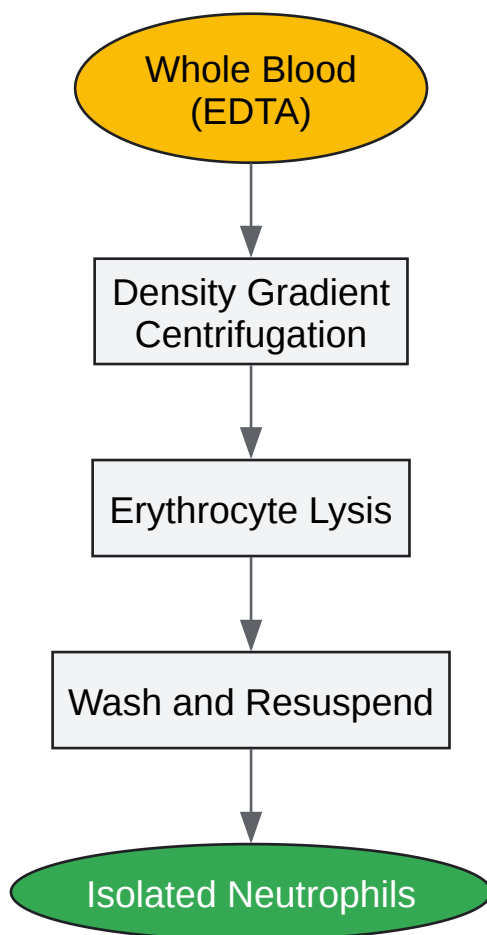 Whole Blood
(EDTA)
Density Gradient
Centrifugation
Erythrocyte Lysis
Wash and Resuspend
Isolated Neutrophils